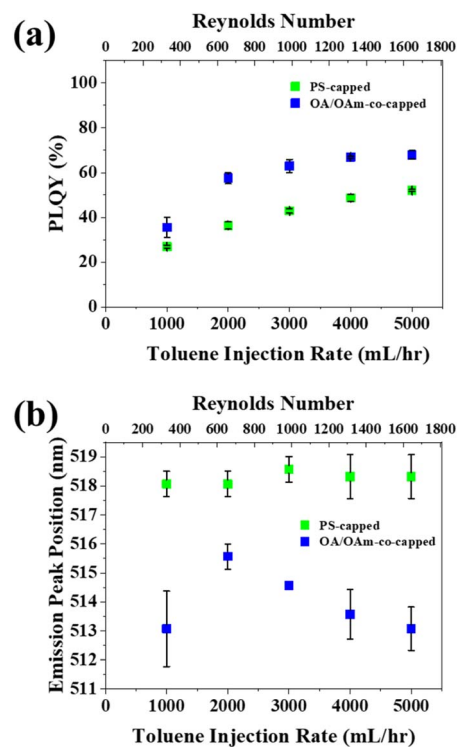 (a)
Reynolds Number
0 200 400 600 800 1000 1200 1400 1600 1800
100
80
60
40
20
0
PLQY (%)
PS-capped
OA/OAm-co-capped
0 1000 2000 3000 4000 5000
Toluene Injection Rate (mL/hr)
(b)
Reynolds Number
0 200 400 600 800 1000 1200 1400 1600 1800
519
518
517
516
515
514
513
512
511
Emission Peak Position (nm)
PS-capped
OA/OAm-co-capped
0 1000 2000 3000 4000 5000
Toluene Injection Rate (mL/hr)